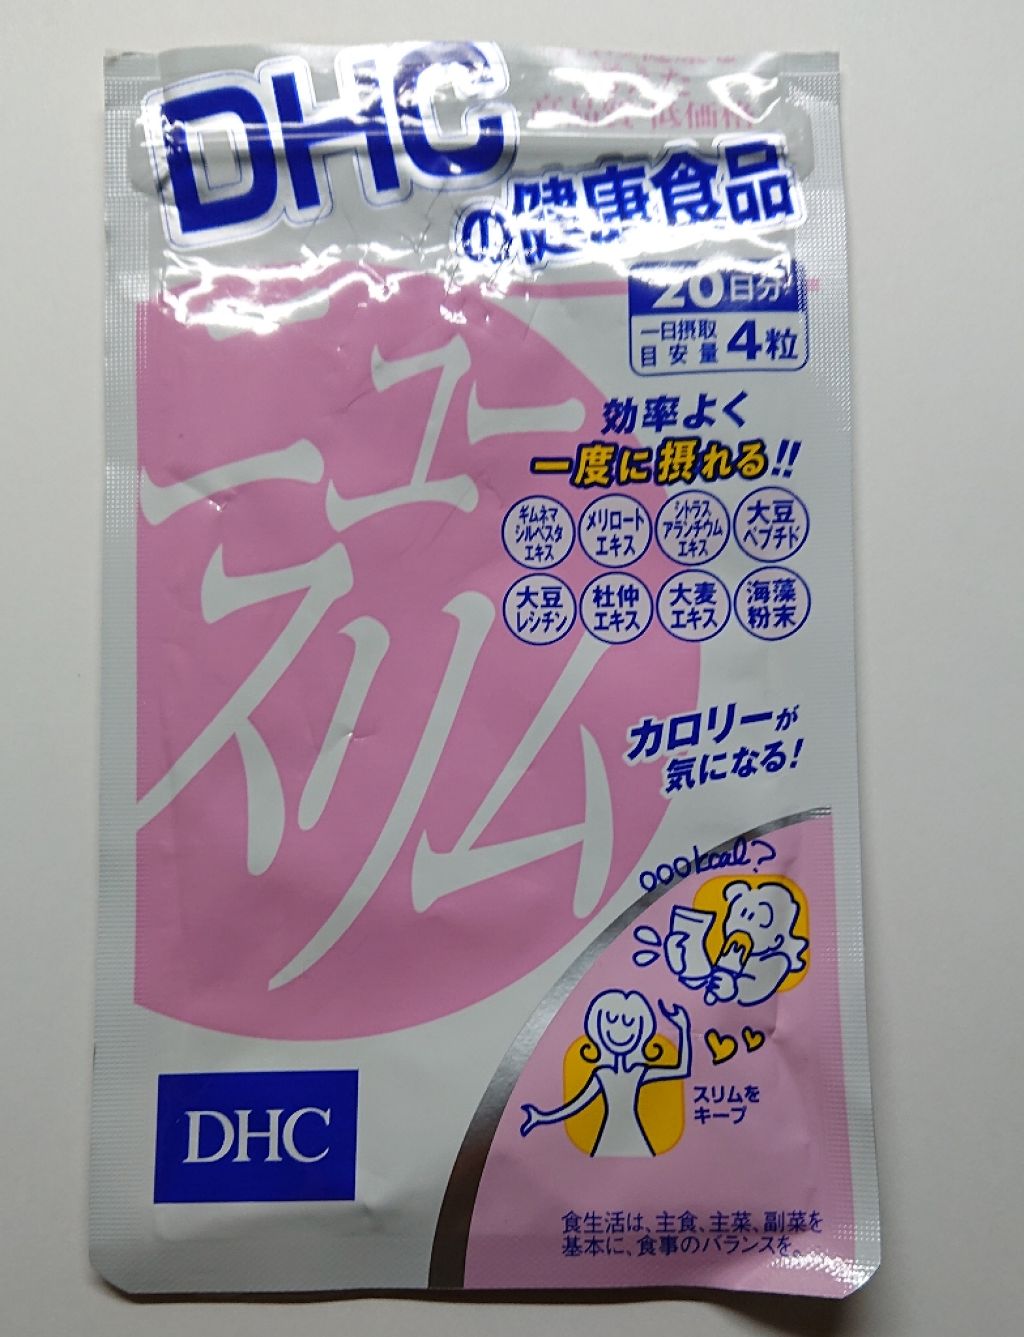 DHC
高品質 低価格
の健康食品
20日分
一日摂取
目安量 4粒
ニュー
スリム
効率よく
一度に摂れる!!
ギムネマ
シルベスタ
エキス
メリロート
エキス
シトラス
アランチウム
エキス
大豆
ペプチド
大豆
レシチン
杜仲
エキス
大麦
エキス
海藻
粉末
カロリーが
気になる!
000kcal?
スリムを
キープ
DHC
食生活は、主食、主菜、副菜を
基本に、食事のバランスを。